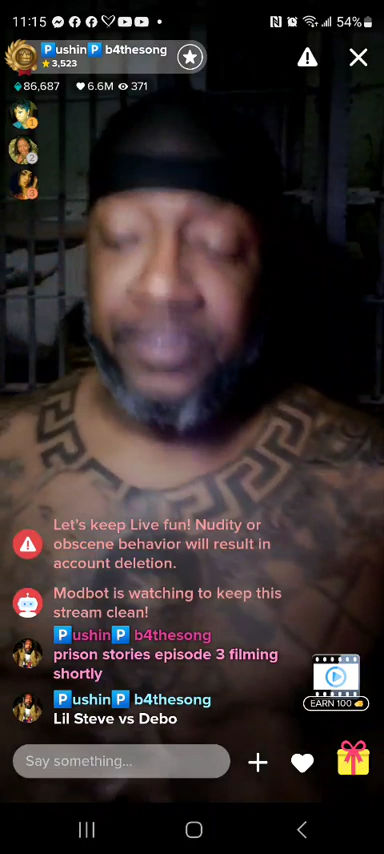 11:15
54%
🅿️ushin🅿️ b4thesong
3,523
86,687 6.6M 371
1
2
3
Let's keep Live fun! Nudity or
obscene behavior will result in
account deletion.
Modbot is watching to keep this
stream clean!
🅿️ushin🅿️ b4thesong
prison stories episode 3 filming
shortly
🅿️ushin🅿️ b4thesong
Lil Steve vs Debo
EARN 100
Say something...